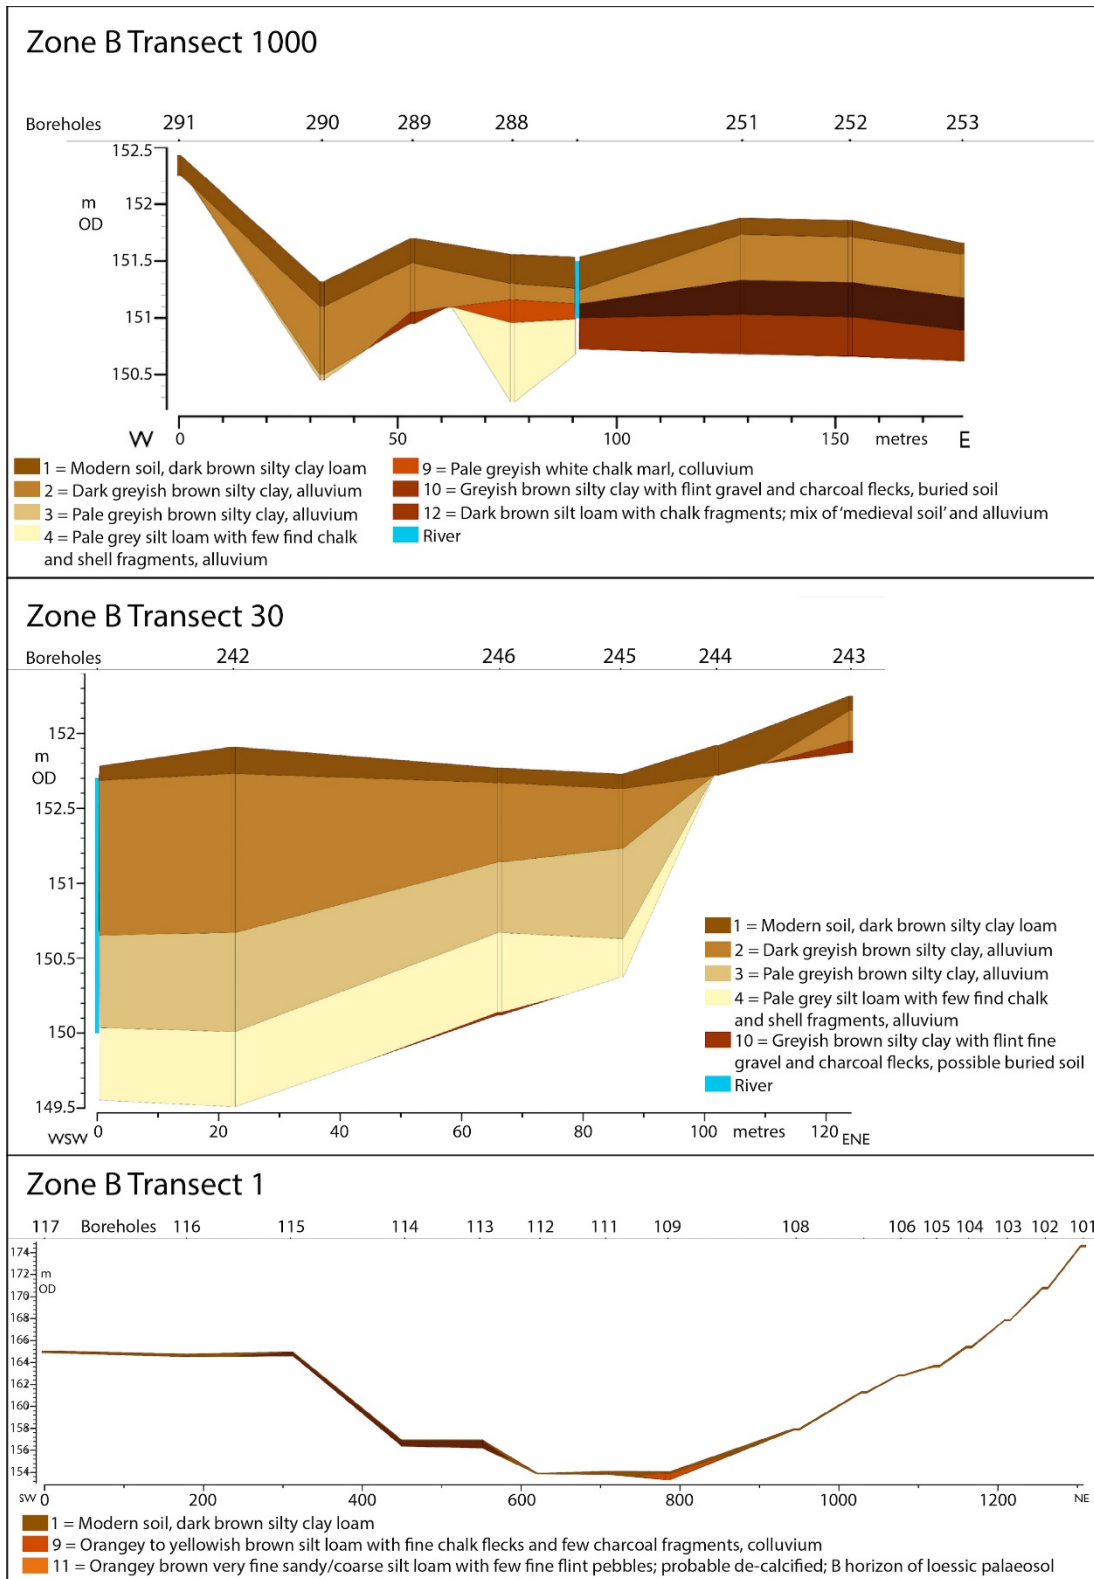 Zone B Transect 1000
Boreholes 291 290 289 288 251 252 253
152.5
m
OD
152
151.5
151
150.5
W 0 50 100 150 metres E
1 = Modern soil, dark brown silty clay loam
2 = Dark greyish brown silty clay, alluvium
3 = Pale greyish brown silty clay, alluvium
4 = Pale grey silt loam with few find chalk
and shell fragments, alluvium
9 = Pale greyish white chalk marl, colluvium
10 = Greyish brown silty clay with flint gravel and charcoal flecks, buried soil
12 = Dark brown silt loam with chalk fragments; mix of 'medieval soil' and alluvium
River
Zone B Transect 30
Boreholes 242 246 245 244 243
152
m
OD
152.5
151
150.5
150
149.5
WSW 0 20 40 60 80 100 metres 120 ENE
1 = Modern soil, dark brown silty clay loam
2 = Dark greyish brown silty clay, alluvium
3 = Pale greyish brown silty clay, alluvium
4 = Pale grey silt loam with few find chalk
and shell fragments, alluvium
10 = Greyish brown silty clay with flint fine
gravel and charcoal flecks, possible buried soil
River
Zone B Transect 1
117 Boreholes 116 115 114 113 112 111 109 108 106 105 104 103 102 101
174
m
172
OD
170
168
166
164
162
160
158
156
154
SW 0 200 400 600 800 1000 1200 NE
1 = Modern soil, dark brown silty clay loam
9 = Orangey to yellowish brown silt loam with fine chalk flecks and few charcoal fragments, colluvium
11 = Orangey brown very fine sandy/coarse silt loam with few fine flint pebbles; probable de-calcified; B horizon of loessic palaeosol